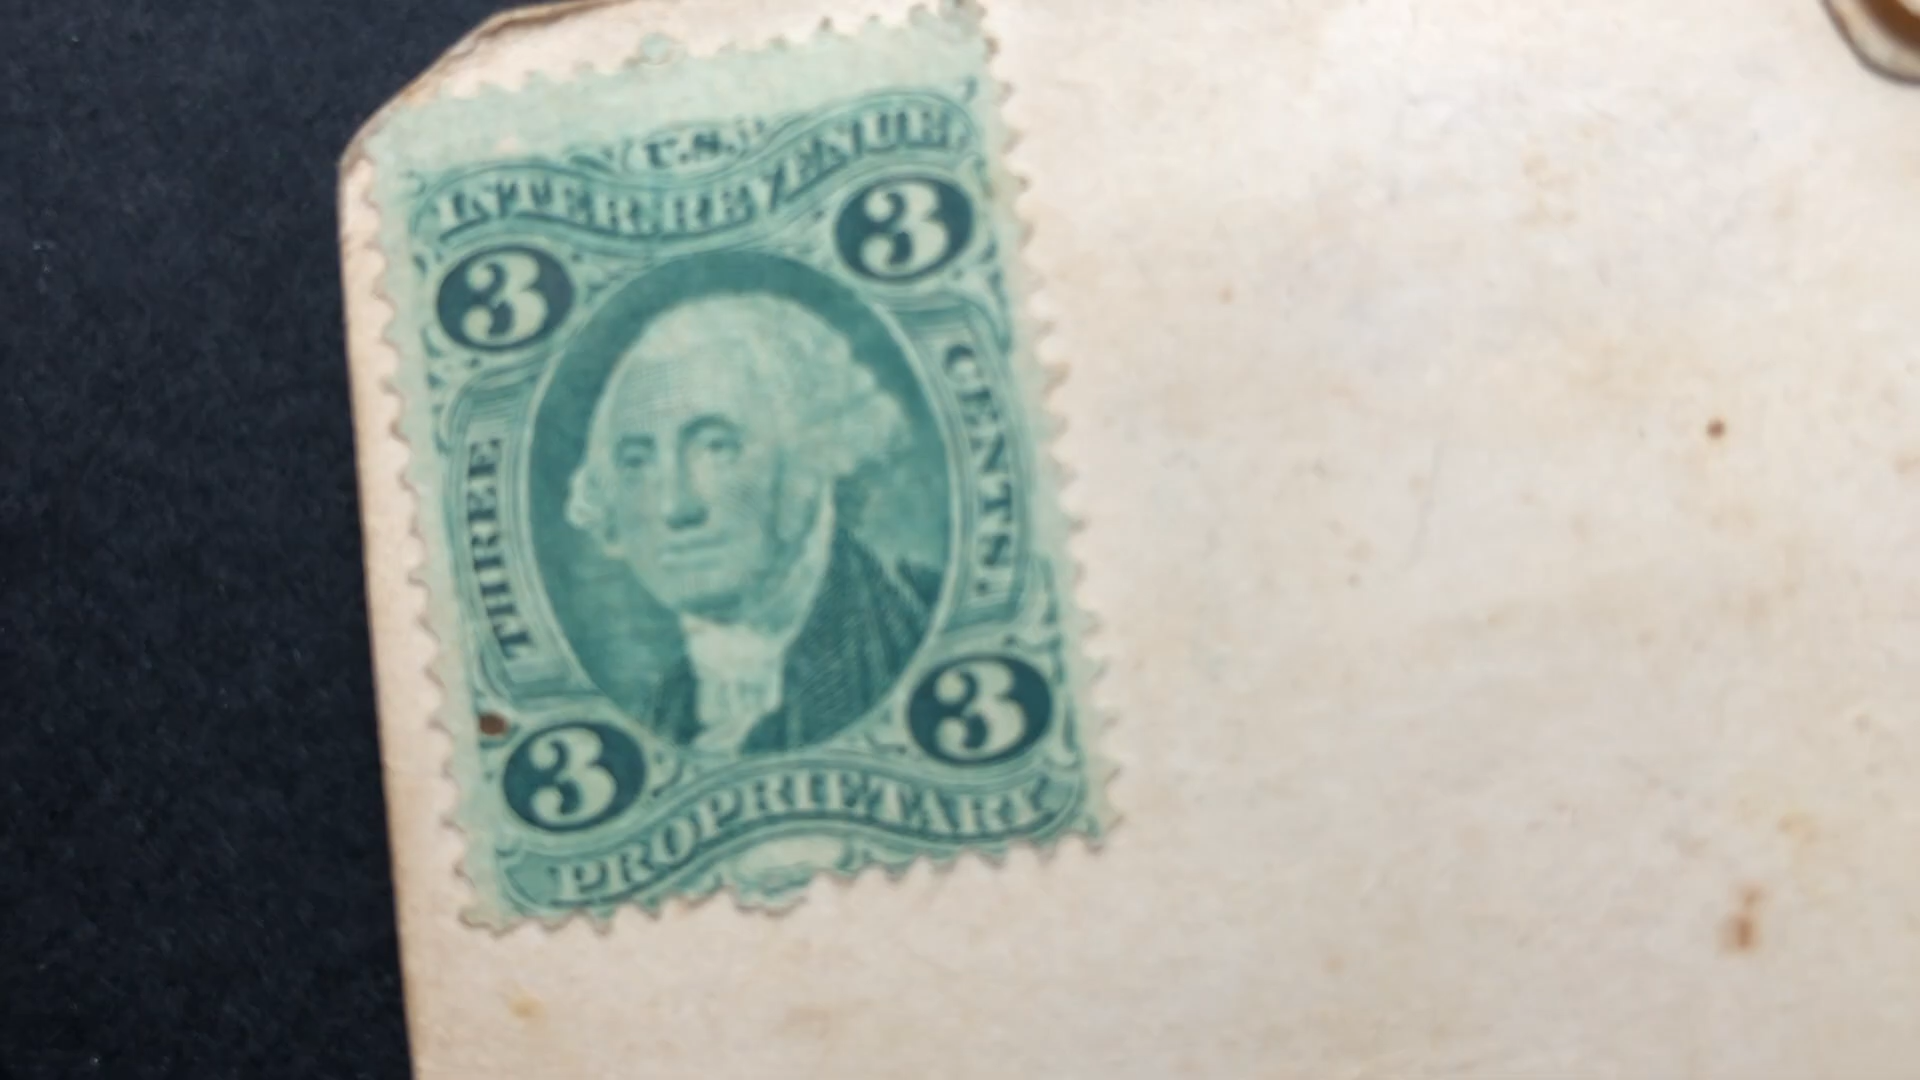 U.S.
INTER. REVENUE.
3 3
THREE
CENTS.
3 3
PROPRIETARY